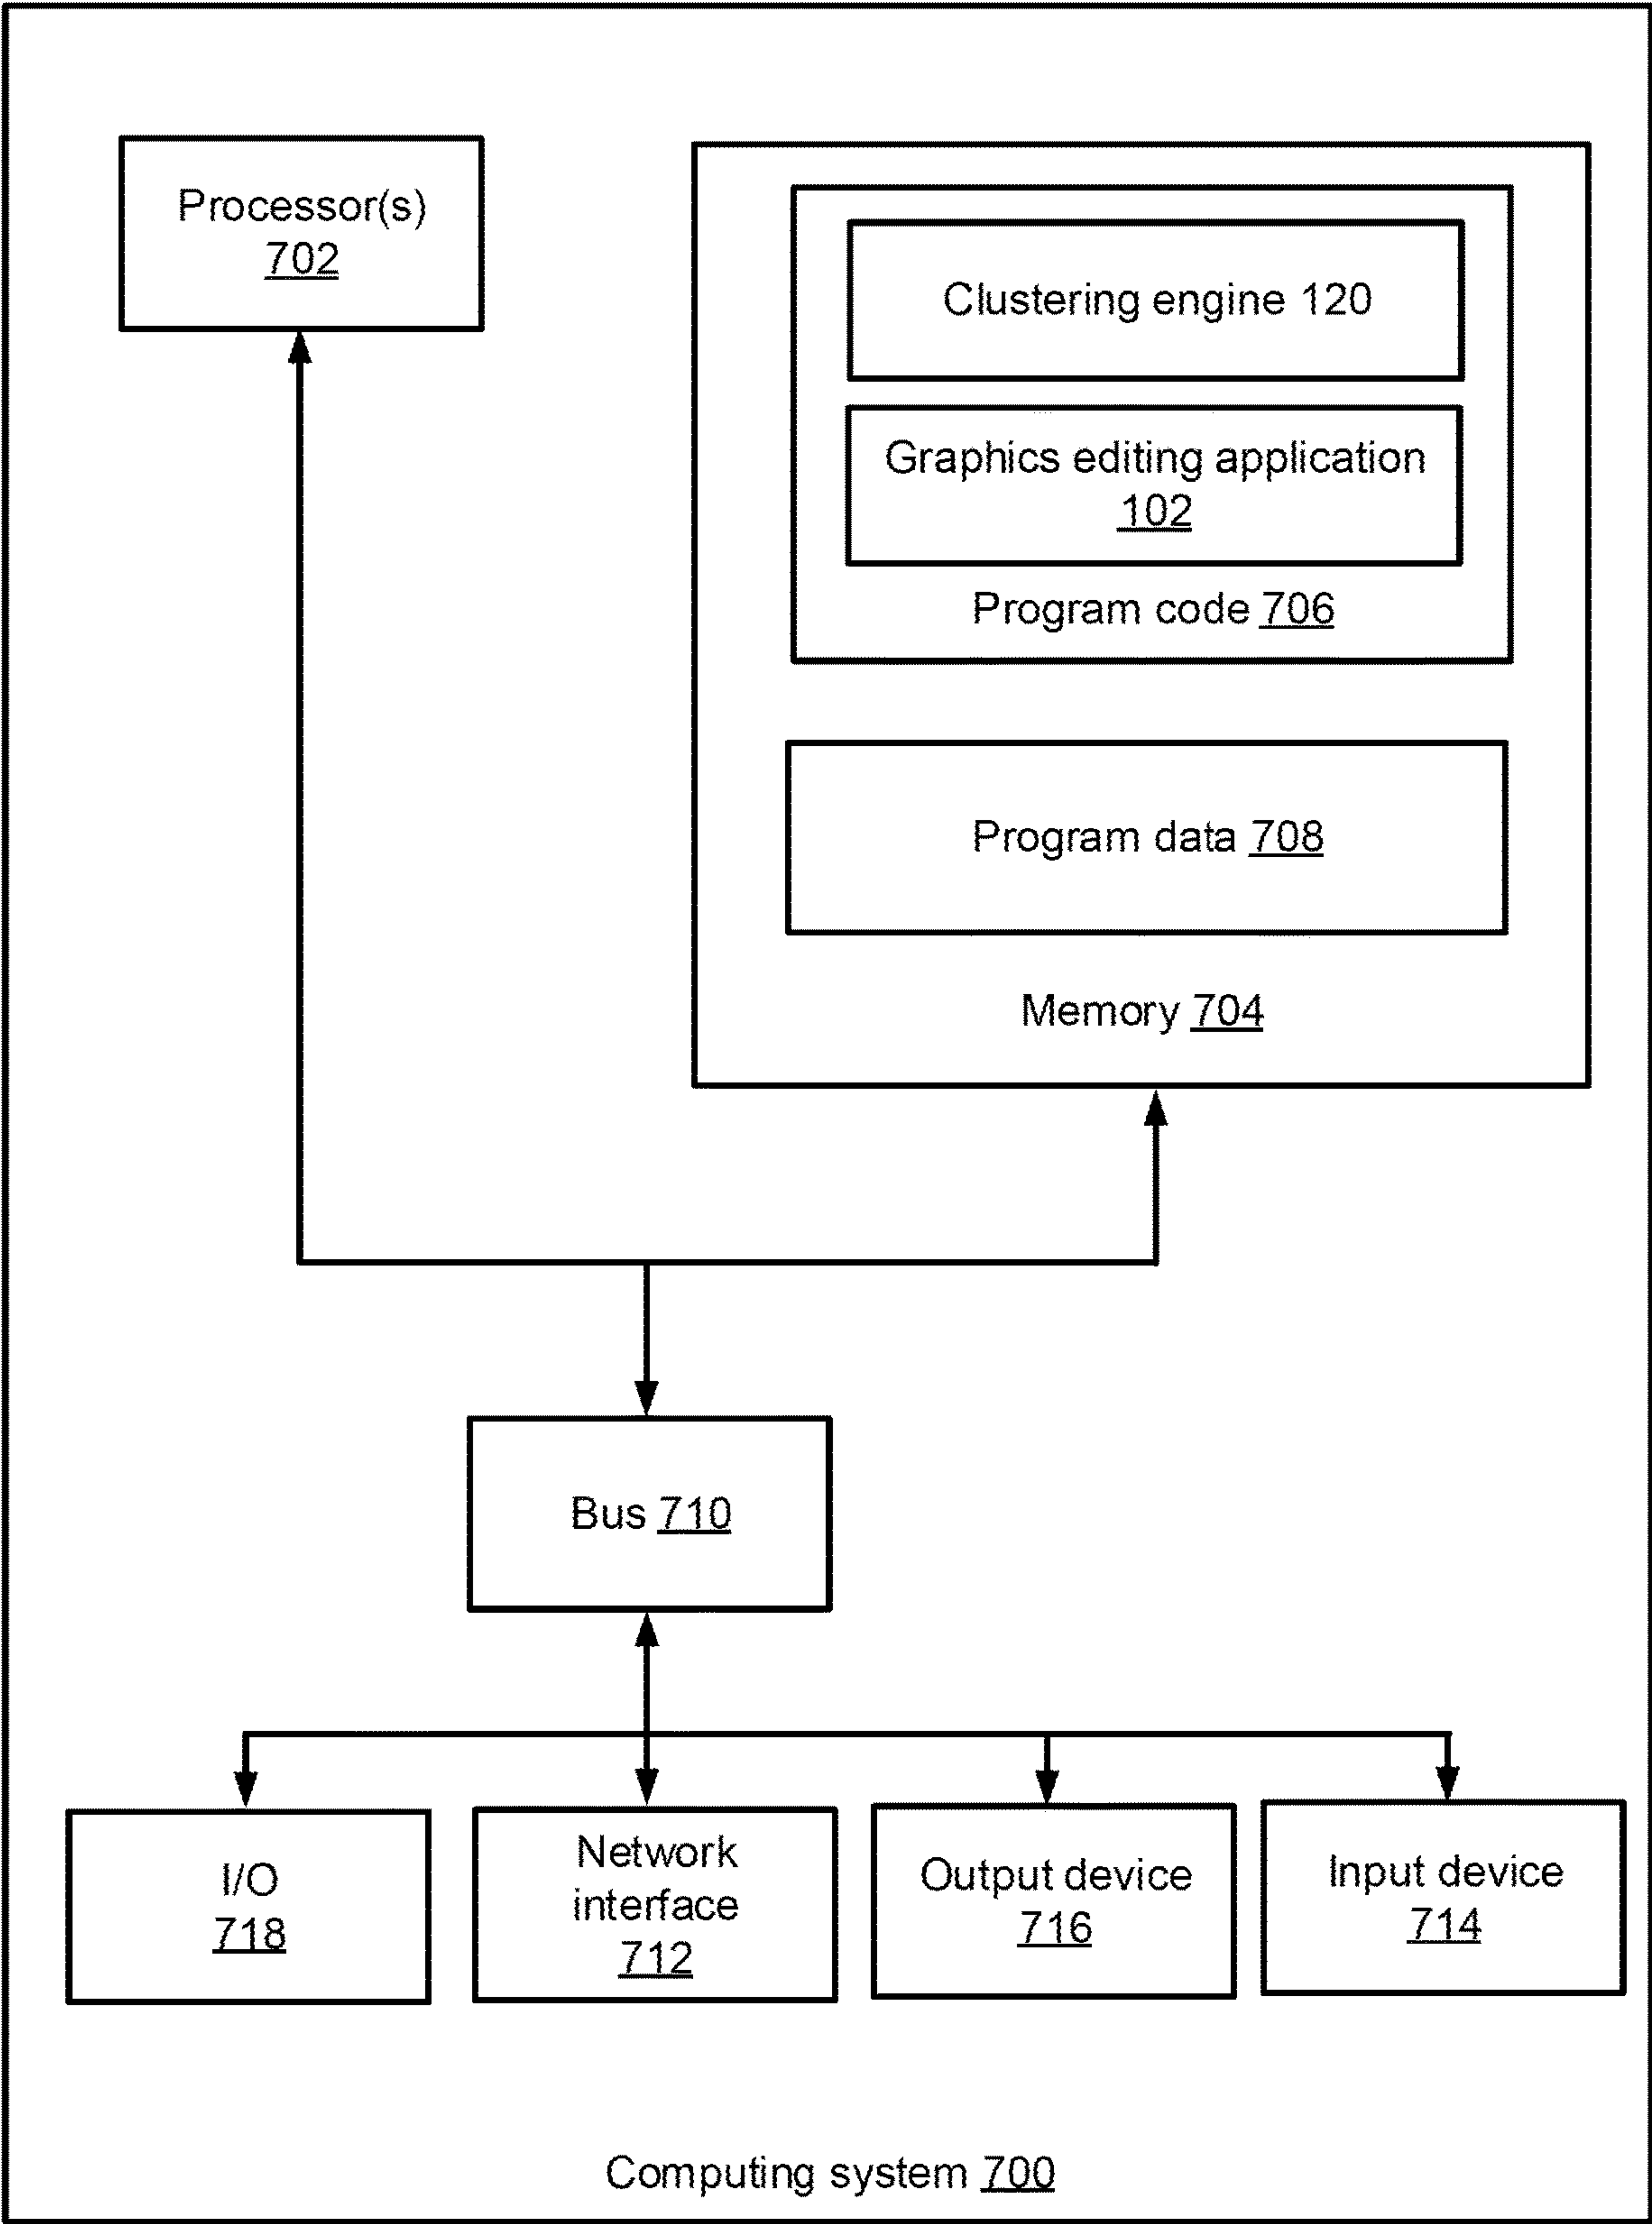 Processor(s)
702
Clustering engine 120
Graphics editing application
102
Program code 706
Program data 708
Memory 704
Bus 710
I/O
718
Network
interface
712
Output device
716
Input device
714
Computing system 700